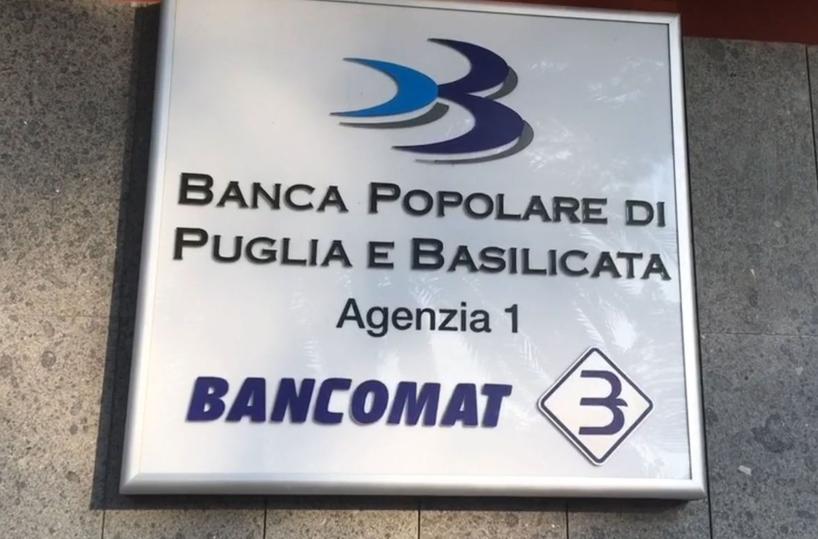 BANCA POPOLARE DI
PUGLIA E BASILICATA
Agenzia 1
BANCOMAT